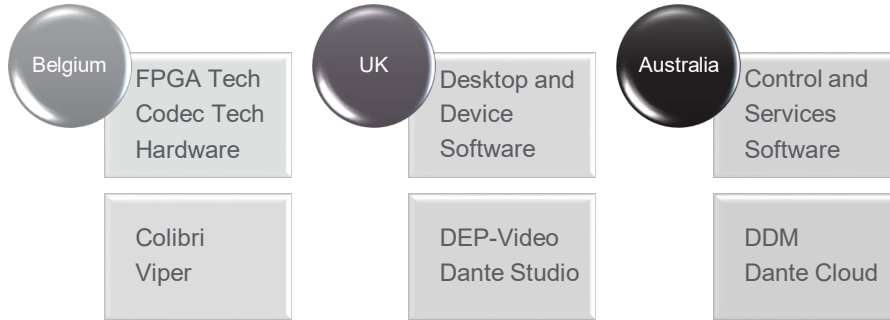 Belgium
FPGA Tech
Codec Tech
Hardware
Colibri
Viper
UK
Desktop and
Device
Software
DEP-Video
Dante Studio
Australia
Control and
Services
Software
DDM
Dante Cloud